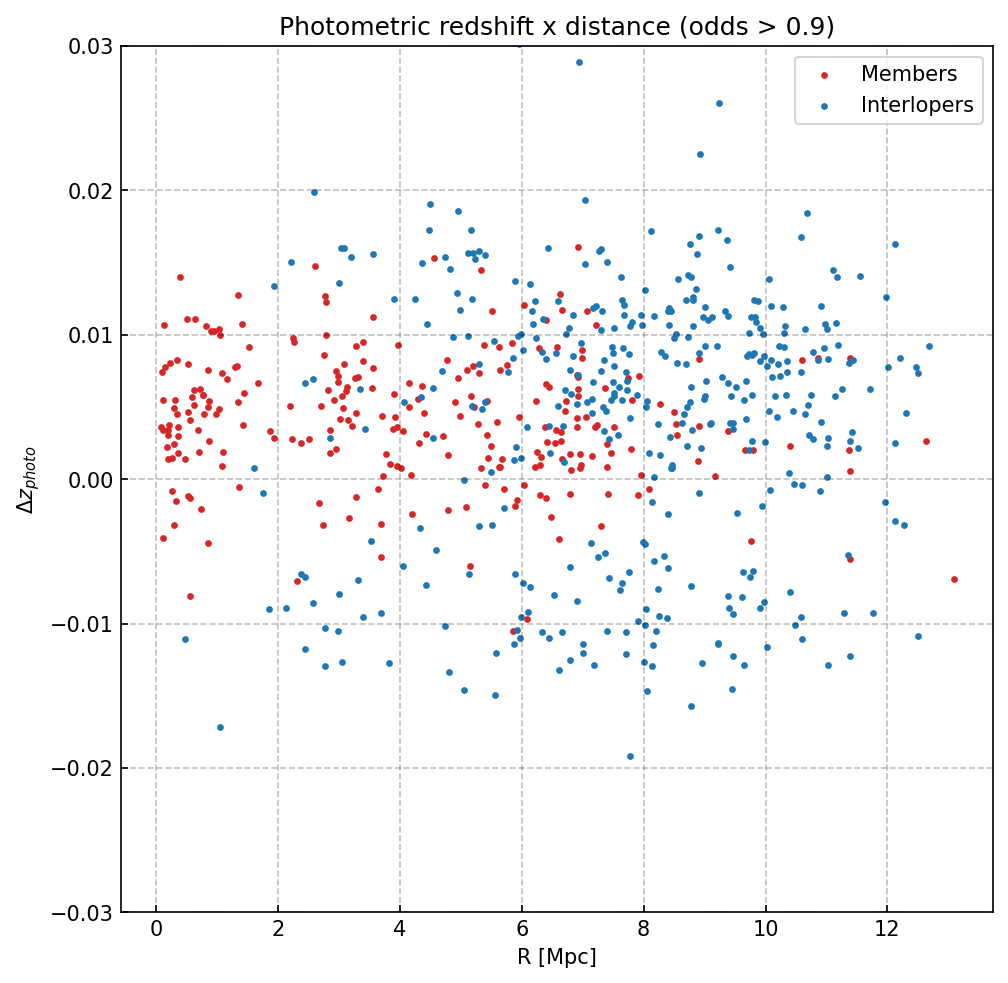 Photometric redshift x distance (odds > 0.9)
Members
Interlopers
0.03
0.02
0.01
0.00
−0.01
−0.02
−0.03
Δz_photo
0 2 4 6 8 10 12
R [Mpc]